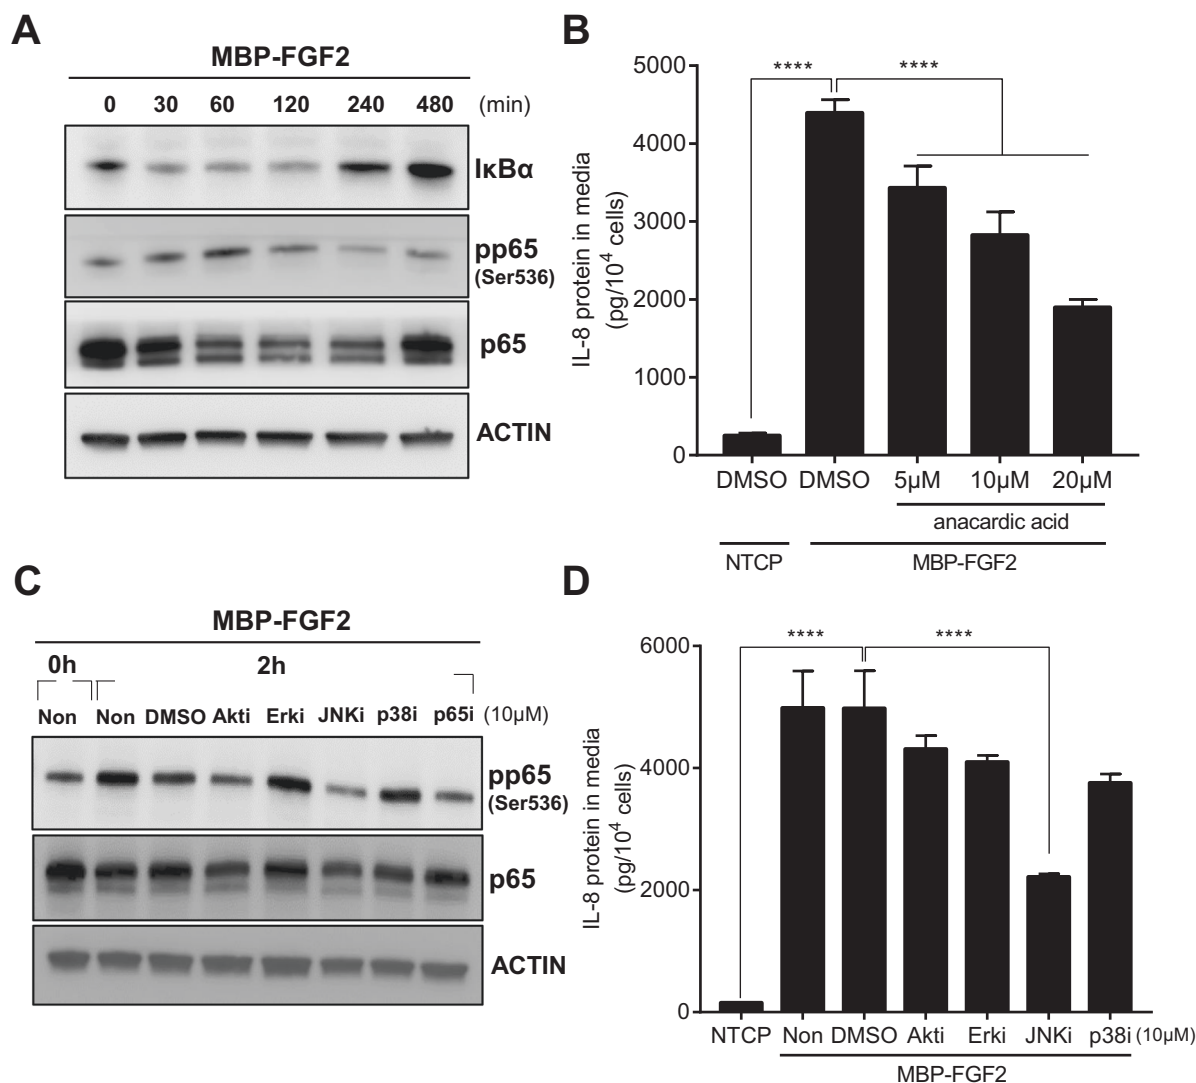 A
MBP-FGF2
0 30 60 120 240 480 (min)
IκBα
pp65
(Ser536)
p65
ACTIN
B
IL-8 protein in media
(pg/10⁴ cells)
5000
4000
3000
2000
1000
0
**** ****
DMSO DMSO 5µM 10µM 20µM
anacardic acid
NTCP MBP-FGF2
C
MBP-FGF2
0h 2h
Non Non DMSO Akti Erki JNKi p38i p65i (10µM)
pp65
(Ser536)
p65
ACTIN
D
IL-8 protein in media
(pg/10⁴ cells)
6000
4000
2000
0
**** ****
NTCP Non DMSO Akti Erki JNKi p38i (10µM)
MBP-FGF2